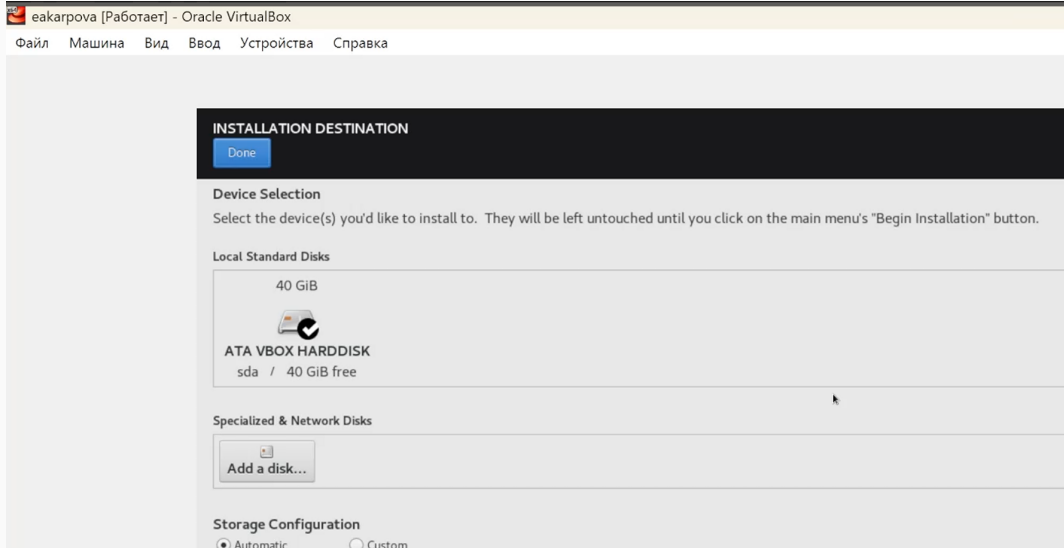 eakarpova [Работает] - Oracle VirtualBox
Файл Машина Вид Ввод Устройства Справка
INSTALLATION DESTINATION
Done
Device Selection
Select the device(s) you'd like to install to. They will be left untouched until you click on the main menu's "Begin Installation" button.
Local Standard Disks
40 GiB
ATA VBOX HARDDISK
sda / 40 GiB free
Specialized & Network Disks
Add a disk...
Storage Configuration
Automatic Custom